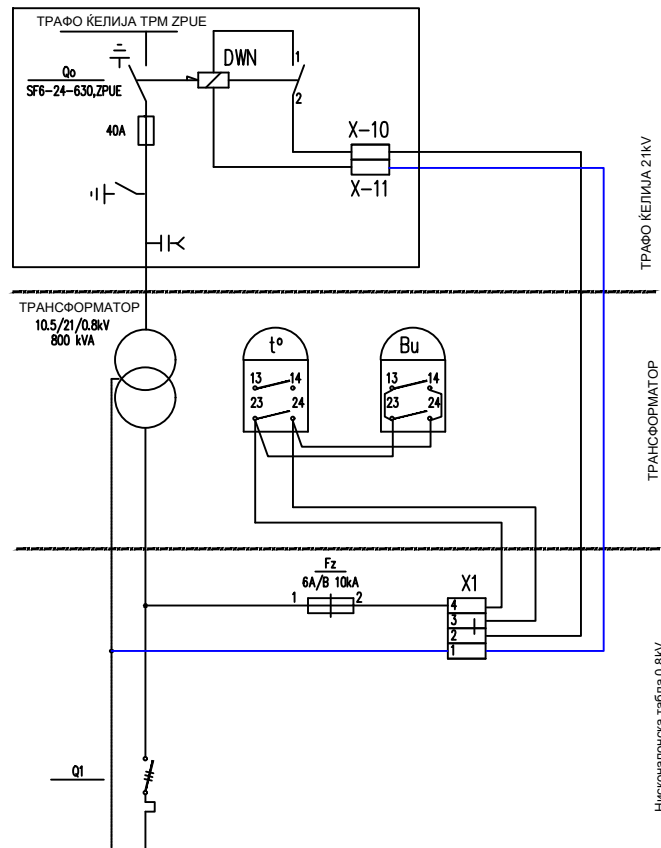 ТРАФО ЌЕЛИЈА ТРМ ZPUE
Qo
SF6-24-630,ZPUE
40A
DWN
1
2
X-10
X-11
ТРАФО ЌЕЛИЈА 21kV
ТРАНСФОРМАТОР
10.5/21/0.8kV
800 kVA
t°
13 14
23 24
Bu
13 14
23 24
ТРАНСФОРМАТОР
Fz
6A/B 10kA
1 2
X1
4
3
2
1
Q1
Нисконапонска табла 0.8kV